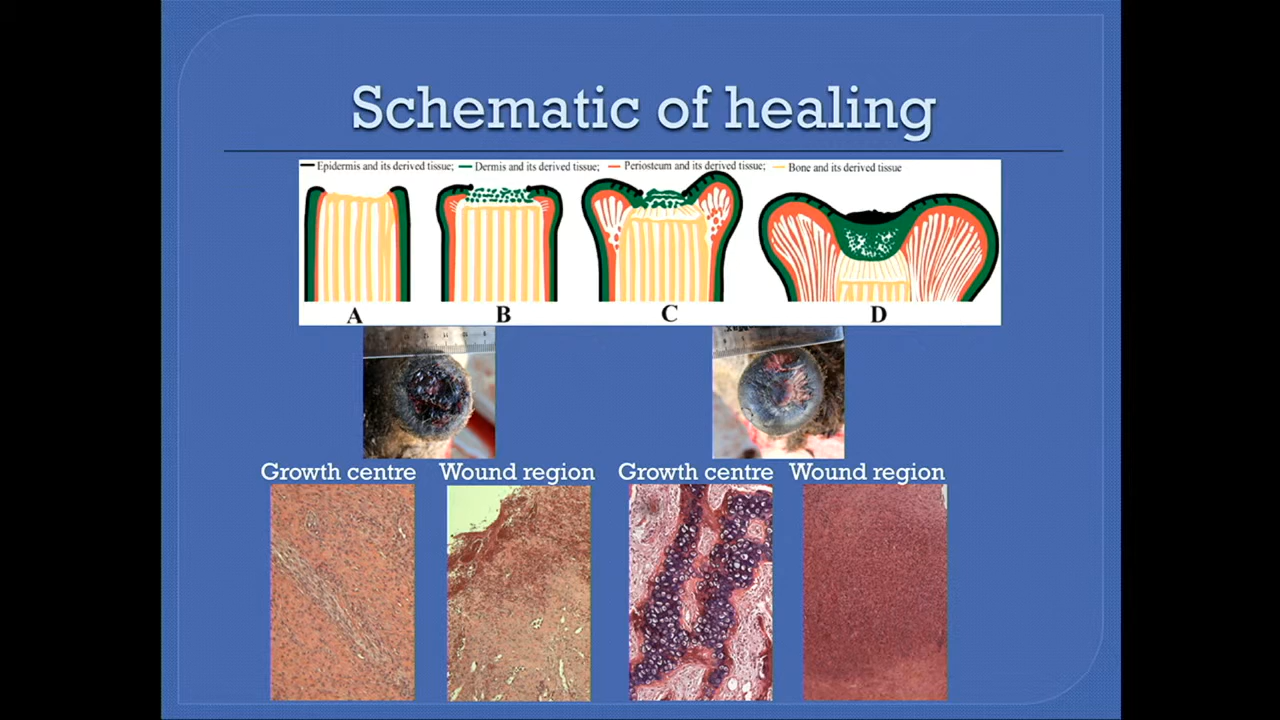 Schematic of healing
Epidermis and its derived tissue; Dermis and its derived tissue; Periosteum and its derived tissue; Bone and its derived tissue
A B C D
Growth centre Wound region Growth centre Wound region